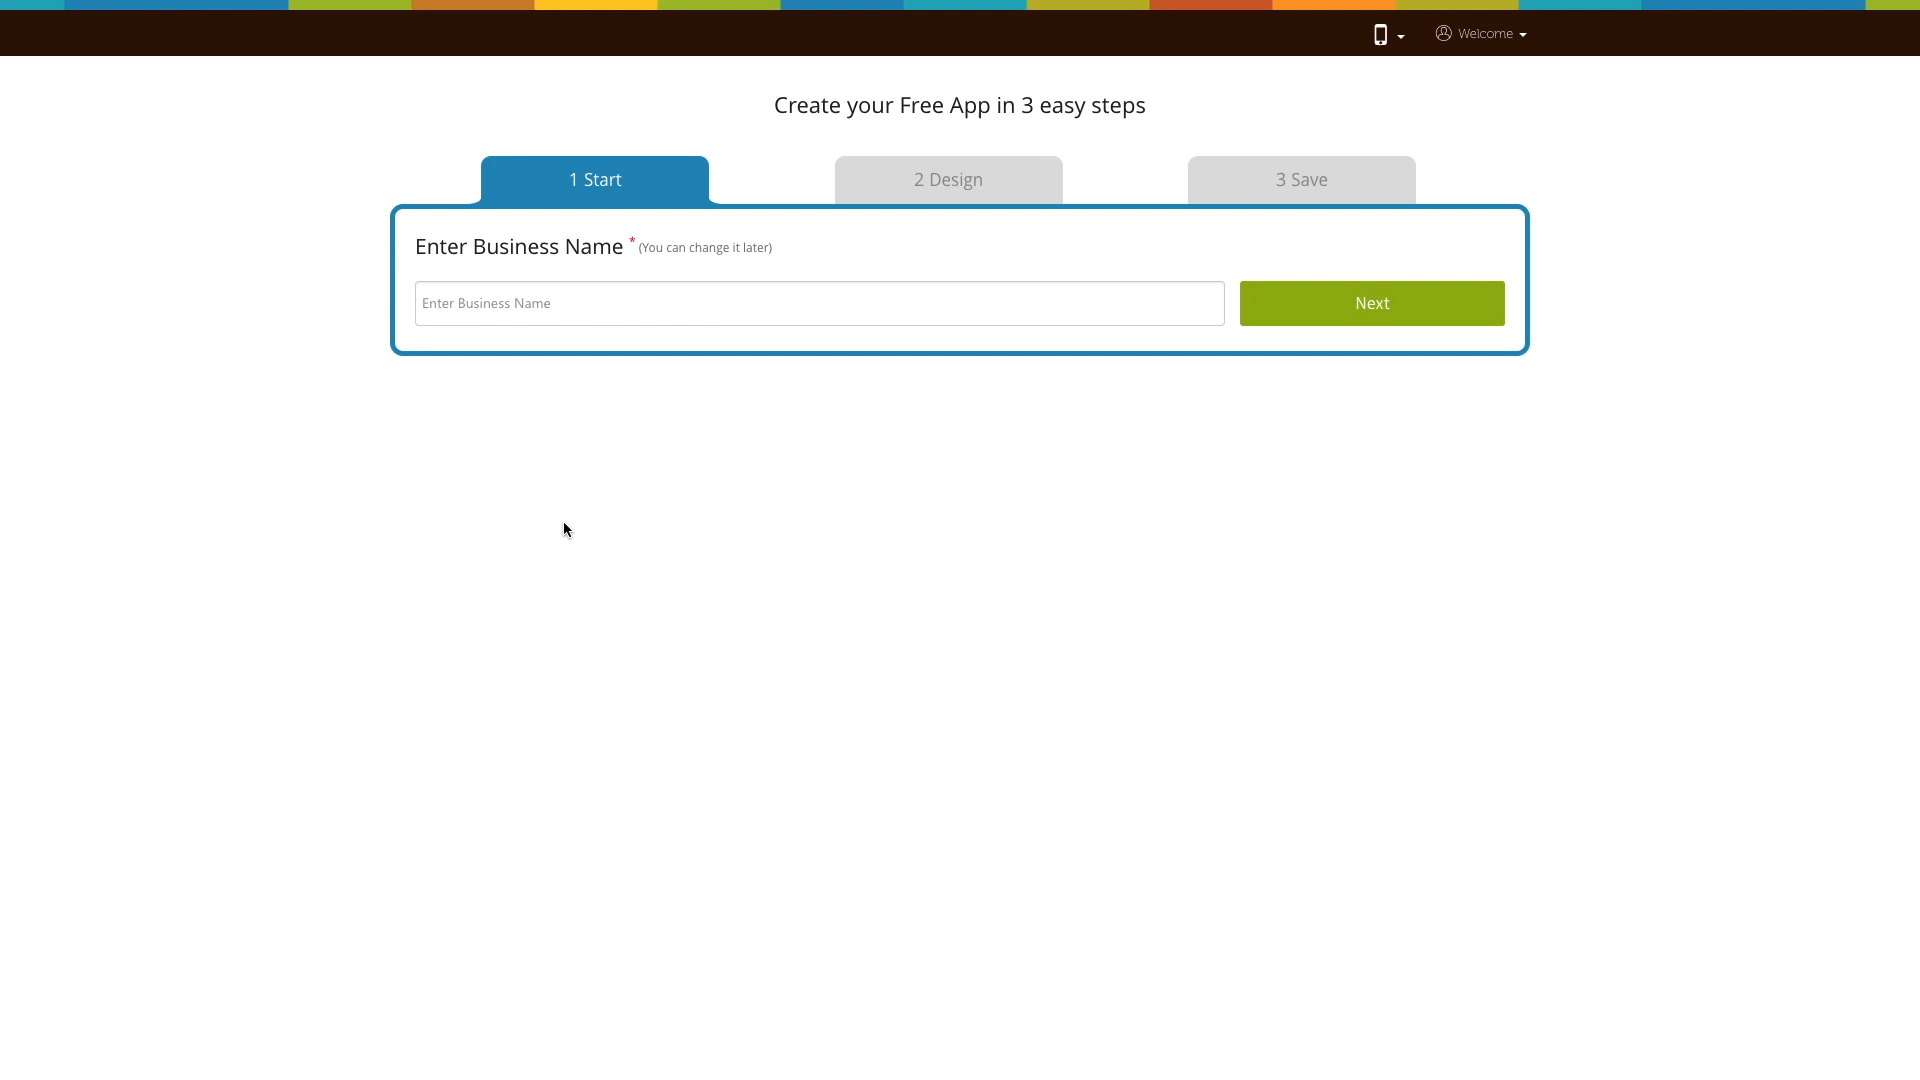 Welcome
Create your Free App in 3 easy steps
1 Start
2 Design
3 Save
Enter Business Name * (You can change it later)
Enter Business Name
Next